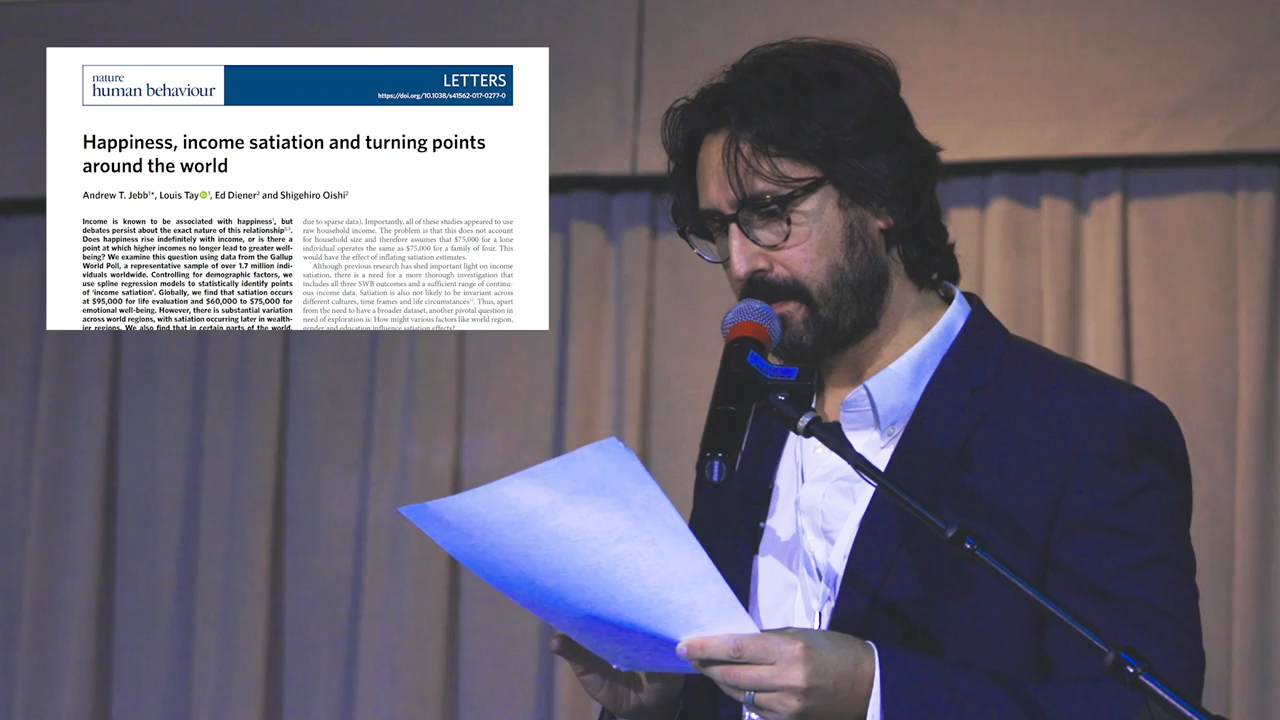 nature
human behaviour
LETTERS
https://doi.org/10.1038/s41562-017-0277-0
Happiness, income satiation and turning points
around the world
Andrew T. Jebb1*, Louis Tay 1, Ed Diener2 and Shigehiro Oishi2
Income is known to be associated with happiness1, but
debates persist about the exact nature of this relationship2,3.
Does happiness rise indefinitely with income, or is there a
point at which higher incomes no longer lead to greater well-
being? We examine this question using data from the Gallup
World Poll, a representative sample of over 1.7 million indi-
viduals worldwide. Controlling for demographic factors, we
use spline regression models to statistically identify points
of ‘income satiation’. Globally, we find that satiation occurs
at $95,000 for life evaluation and $60,000 to $75,000 for
emotional well-being. However, there is substantial variation
across world regions, with satiation occurring later in wealth-
ier regions. We also find that in certain parts of the world,
due to sparse data). Importantly, all of these studies appeared to use
raw household income. The problem is that this does not account
for household size and therefore assumes that $75,000 for a lone
individual operates the same as $75,000 for a family of four. This
would have the effect of inflating satiation estimates.
Although previous research has shed important light on income
satiation, there is a need for a more thorough investigation that
includes all three SWB outcomes and a sufficient range of continu-
ous income data. Satiation is also not likely to be invariant across
different cultures, time frames and life circumstances11. Thus, apart
from the need to have a broader dataset, another pivotal question in
need of exploration is: How might various factors like world region,
gender and education influence satiation effects?